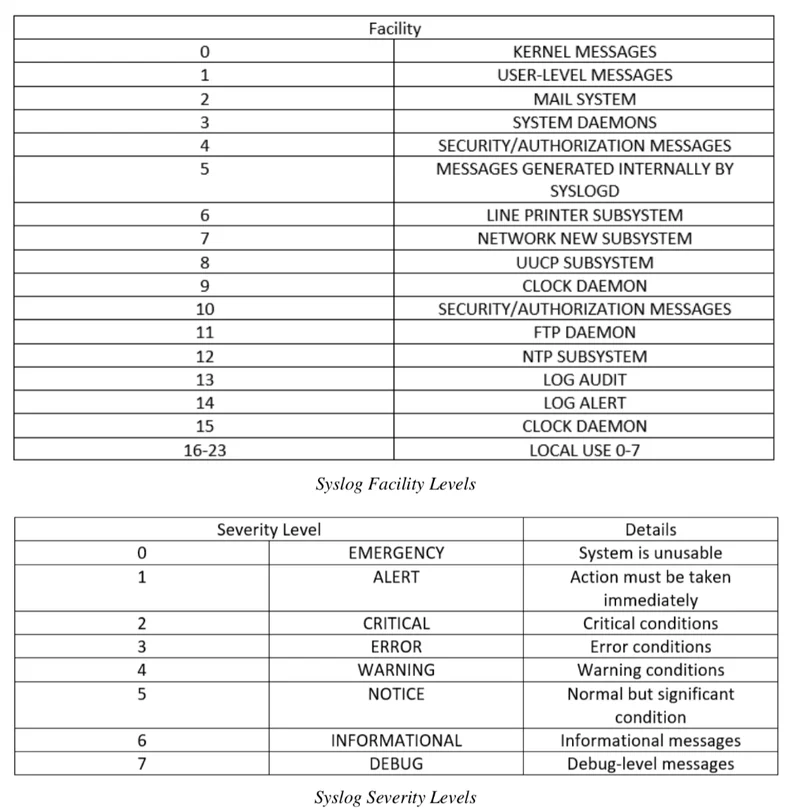 Facility
0 KERNEL MESSAGES
1 USER-LEVEL MESSAGES
2 MAIL SYSTEM
3 SYSTEM DAEMONS
4 SECURITY/AUTHORIZATION MESSAGES
5 MESSAGES GENERATED INTERNALLY BY
SYSLOGD
6 LINE PRINTER SUBSYSTEM
7 NETWORK NEW SUBSYSTEM
8 UUCP SUBSYSTEM
9 CLOCK DAEMON
10 SECURITY/AUTHORIZATION MESSAGES
11 FTP DAEMON
12 NTP SUBSYSTEM
13 LOG AUDIT
14 LOG ALERT
15 CLOCK DAEMON
16-23 LOCAL USE 0-7
Syslog Facility Levels
Severity Level Details
0 EMERGENCY System is unusable
1 ALERT Action must be taken
immediately
2 CRITICAL Critical conditions
3 ERROR Error conditions
4 WARNING Warning conditions
5 NOTICE Normal but significant
condition
6 INFORMATIONAL Informational messages
7 DEBUG Debug-level messages
Syslog Severity Levels